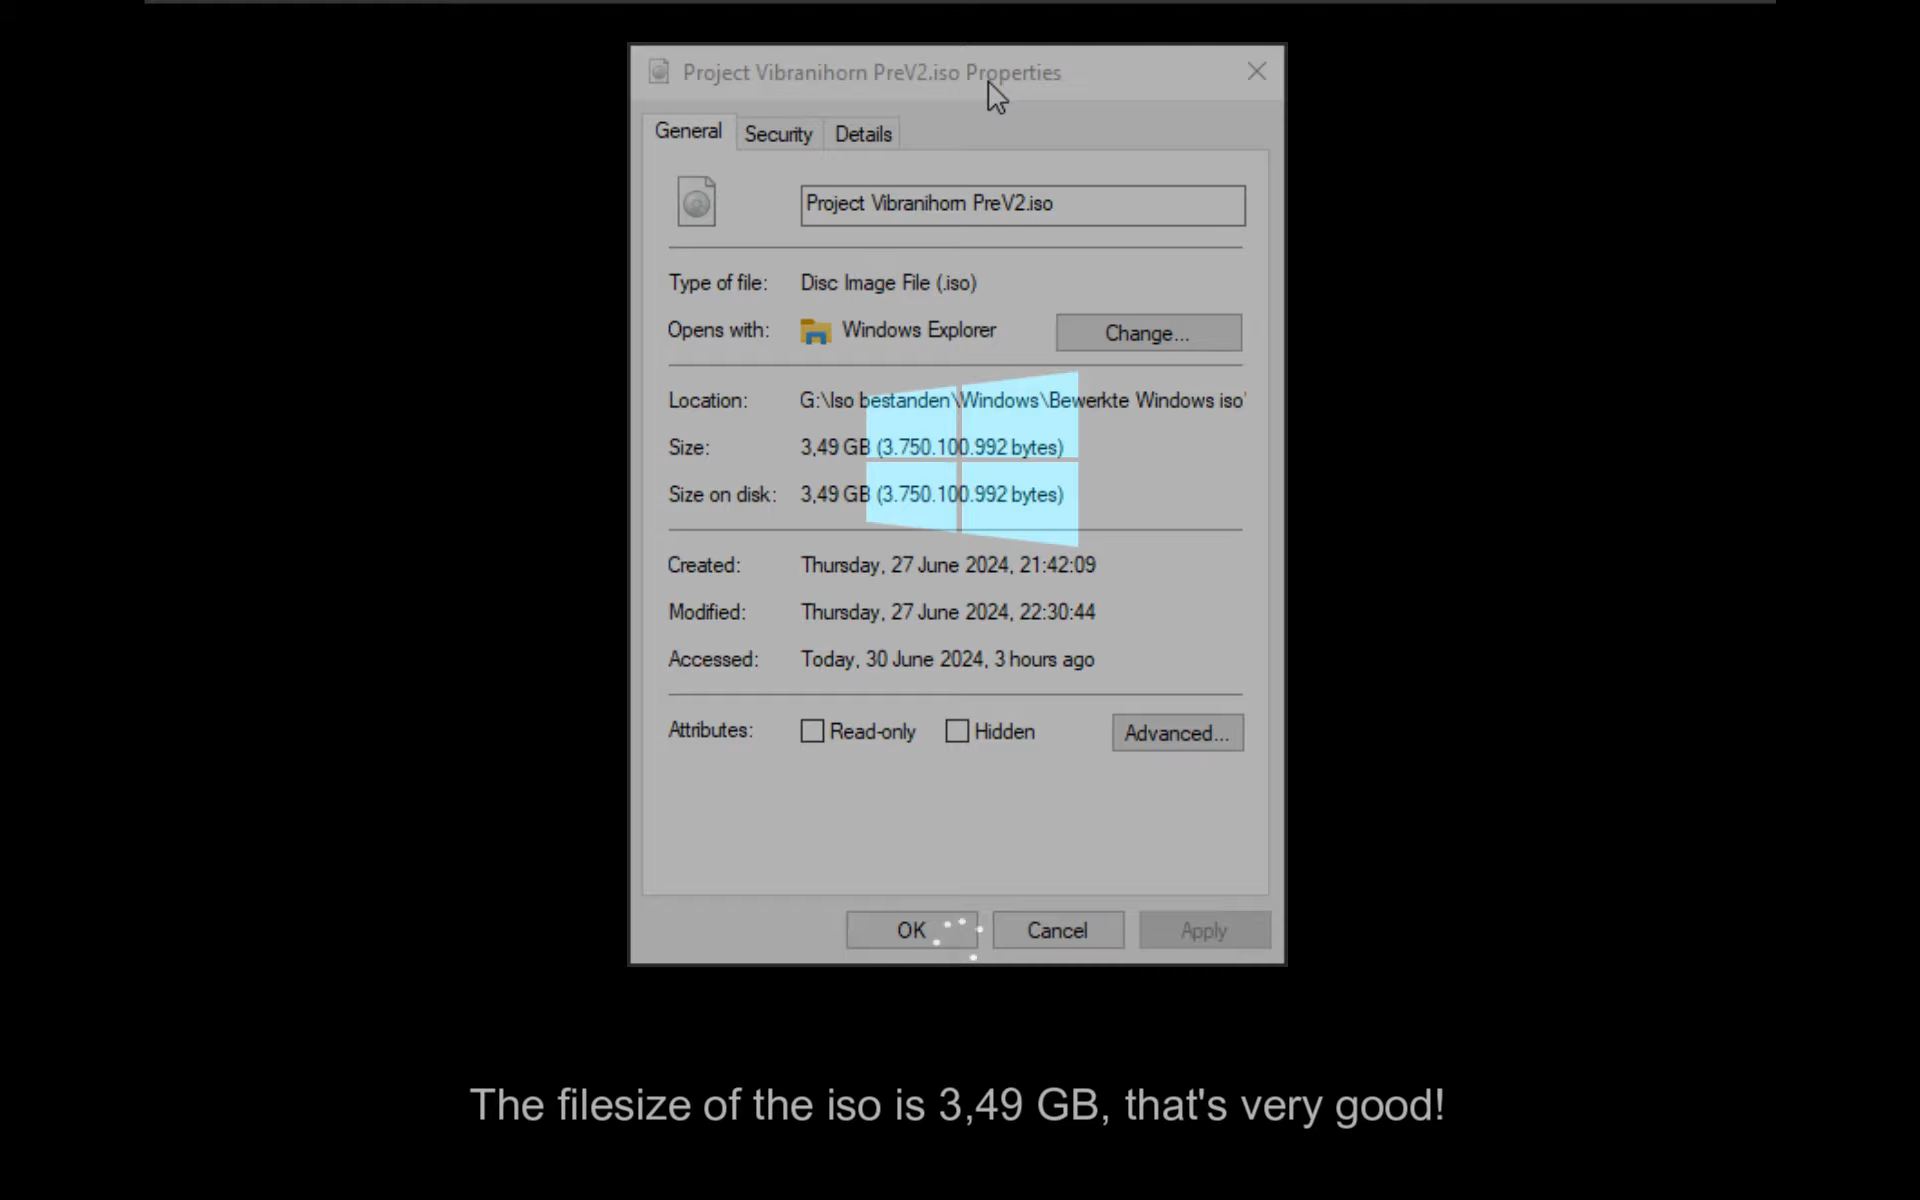 Project Vibranihorn PreV2.iso Properties
General Security Details
Project Vibranihorn PreV2.iso
Type of file: Disc Image File (.iso)
Opens with: Windows Explorer Change...
Location: G:\Iso bestanden\Windows\Bewerkte Windows iso'
Size: 3,49 GB (3.750.100.992 bytes)
Size on disk: 3,49 GB (3.750.100.992 bytes)
Created: Thursday, 27 June 2024, 21:42:09
Modified: Thursday, 27 June 2024, 22:30:44
Accessed: Today, 30 June 2024, 3 hours ago
Attributes: Read-only Hidden Advanced...
OK Cancel Apply
The filesize of the iso is 3,49 GB, that's very good!